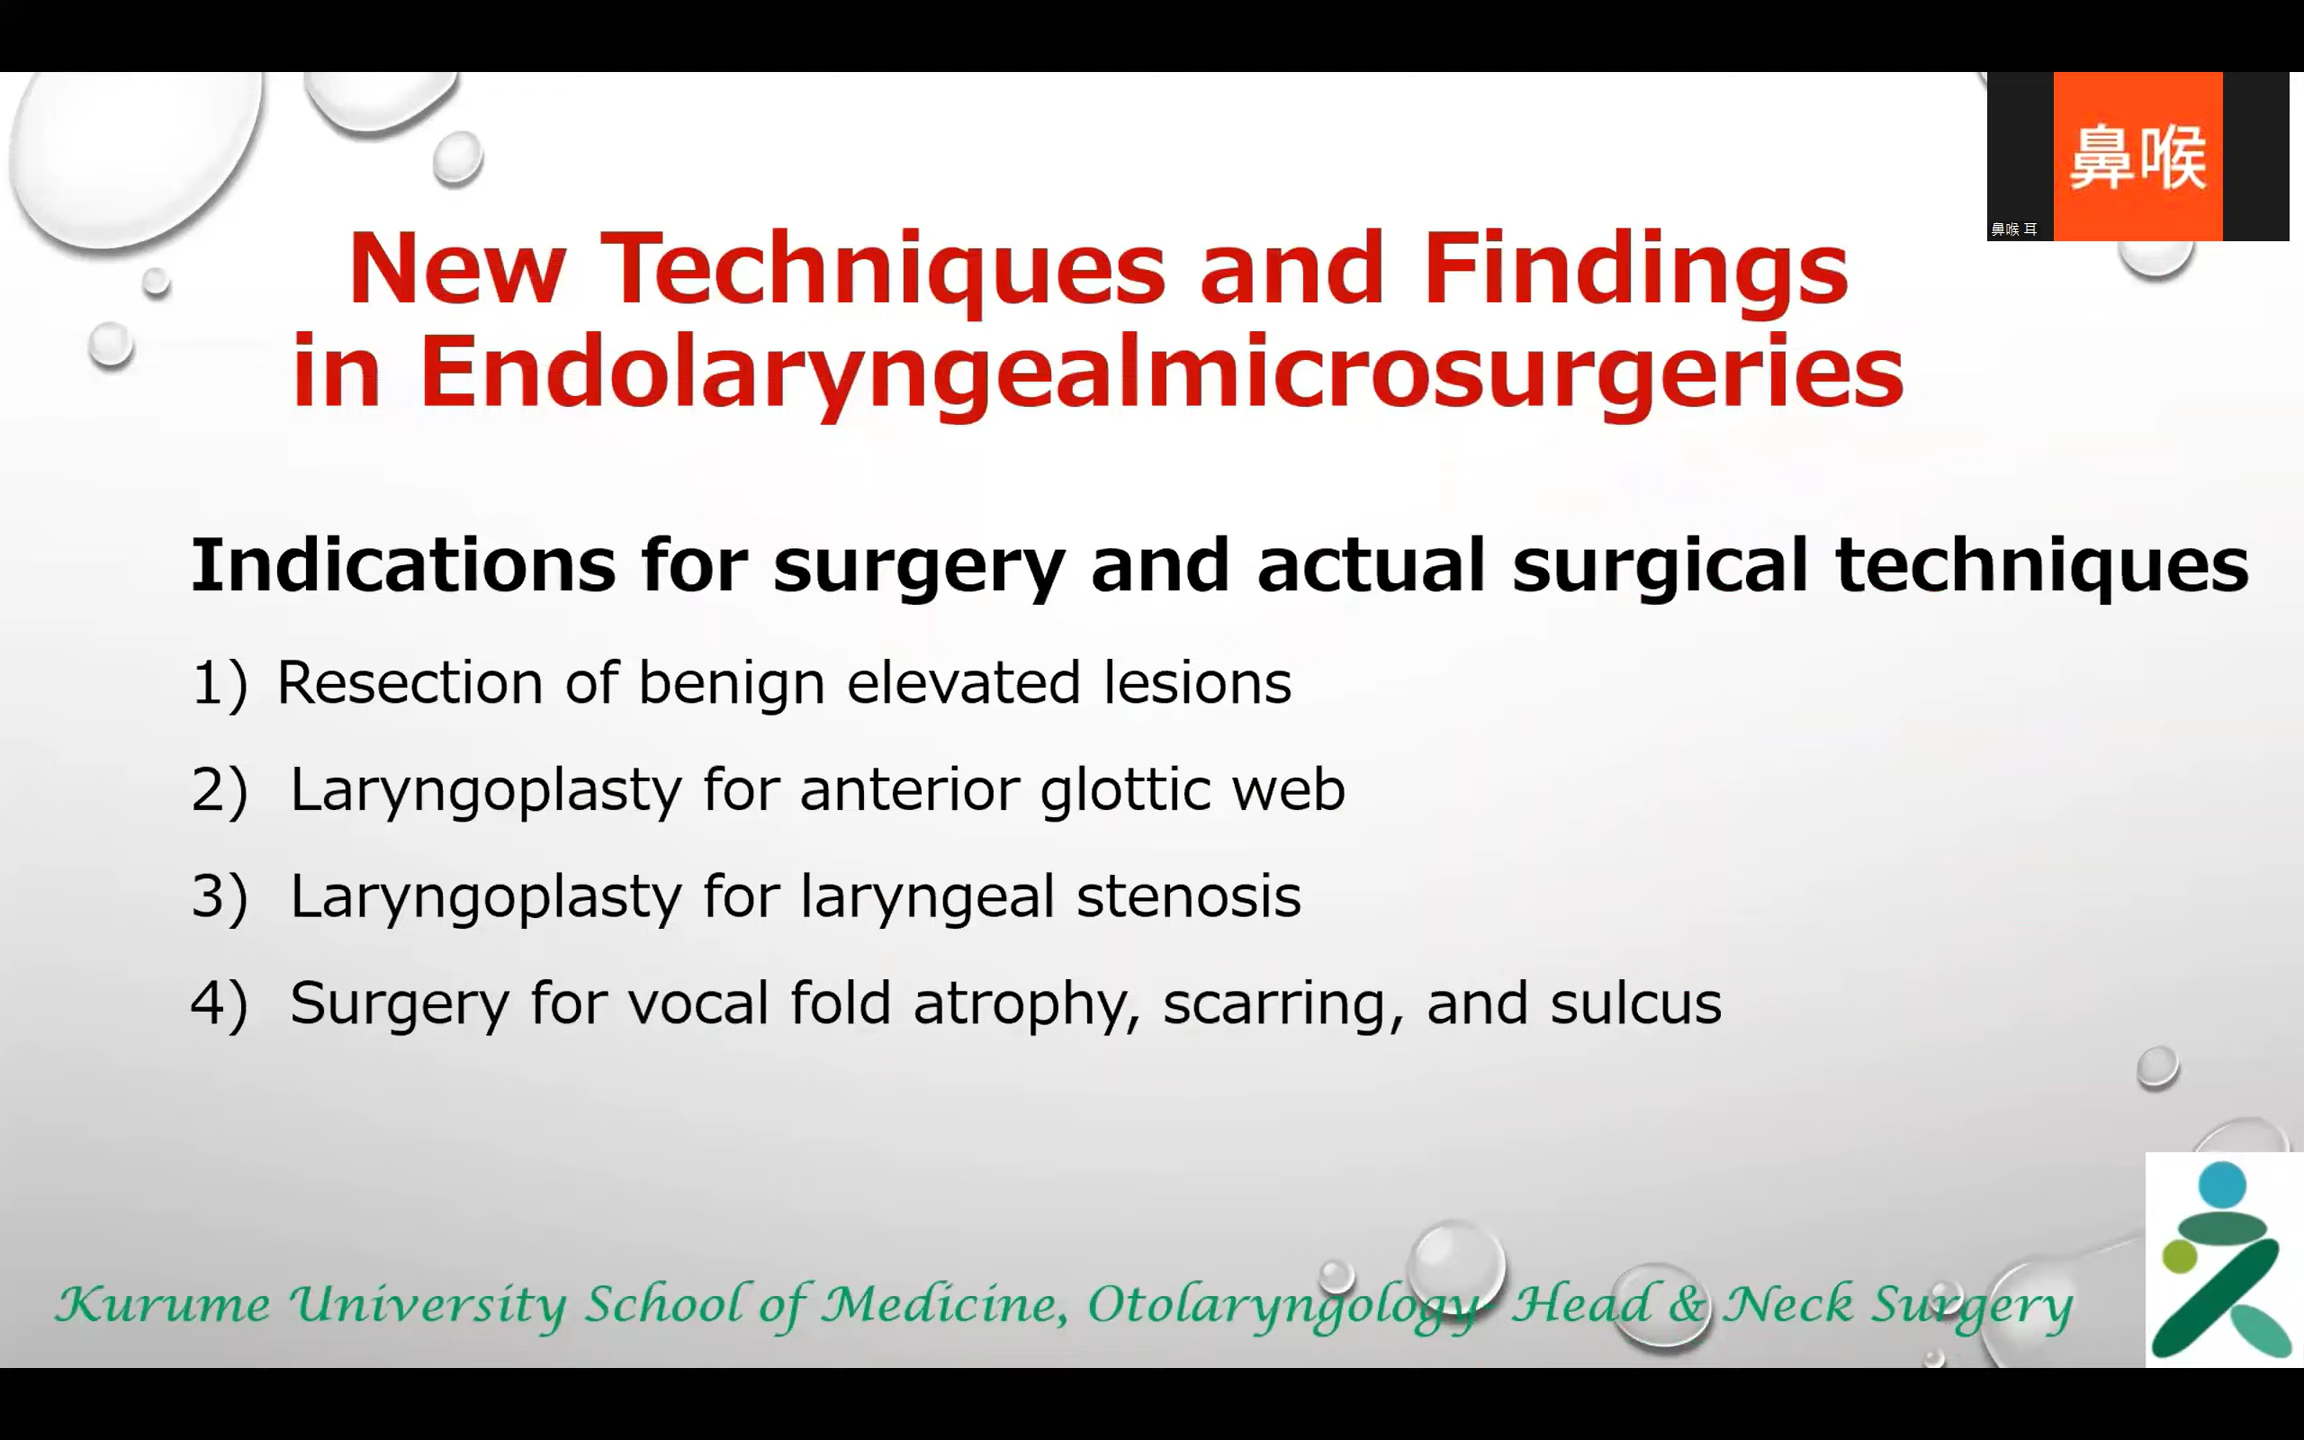 鼻喉
鼻喉 耳
New Techniques and Findings
in Endolaryngealmicrosurgeries
Indications for surgery and actual surgical techniques
1) Resection of benign elevated lesions
2) Laryngoplasty for anterior glottic web
3) Laryngoplasty for laryngeal stenosis
4) Surgery for vocal fold atrophy, scarring, and sulcus
Kurume University School of Medicine, Otolaryngology- Head & Neck Surgery